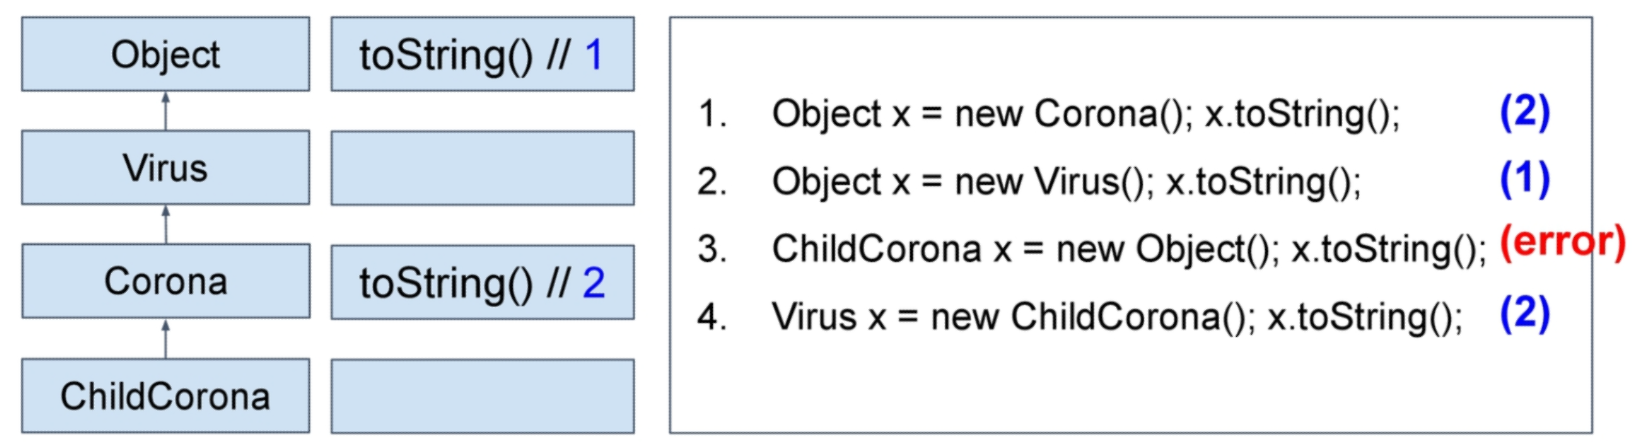 Object
toString() // 1
Virus
Corona
toString() // 2
ChildCorona
1. Object x = new Corona(); x.toString(); (2)
2. Object x = new Virus(); x.toString(); (1)
3. ChildCorona x = new Object(); x.toString(); (error)
4. Virus x = new ChildCorona(); x.toString(); (2)